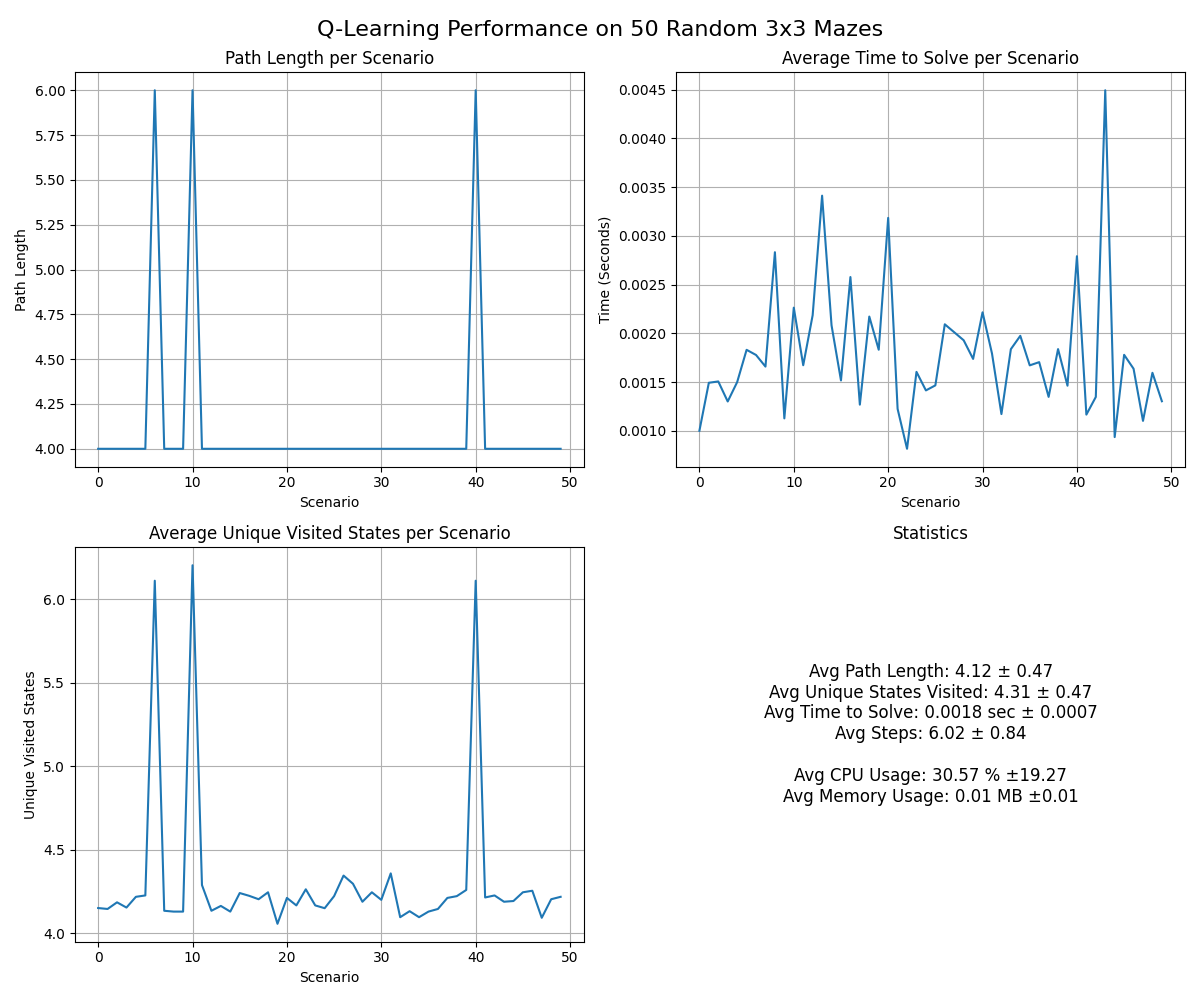 Q-Learning Performance on 50 Random 3x3 Mazes
Path Length per Scenario
6.00
5.75
5.50
5.25
5.00
4.75
4.50
4.25
4.00
Path Length
0 10 20 30 40 50
Scenario
Average Time to Solve per Scenario
0.0045
0.0040
0.0035
0.0030
0.0025
0.0020
0.0015
0.0010
Time (Seconds)
0 10 20 30 40 50
Scenario
Average Unique Visited States per Scenario
6.0
5.5
5.0
4.5
4.0
Unique Visited States
0 10 20 30 40 50
Scenario
Statistics
Avg Path Length: 4.12 ± 0.47
Avg Unique States Visited: 4.31 ± 0.47
Avg Time to Solve: 0.0018 sec ± 0.0007
Avg Steps: 6.02 ± 0.84
Avg CPU Usage: 30.57 % ±19.27
Avg Memory Usage: 0.01 MB ±0.01